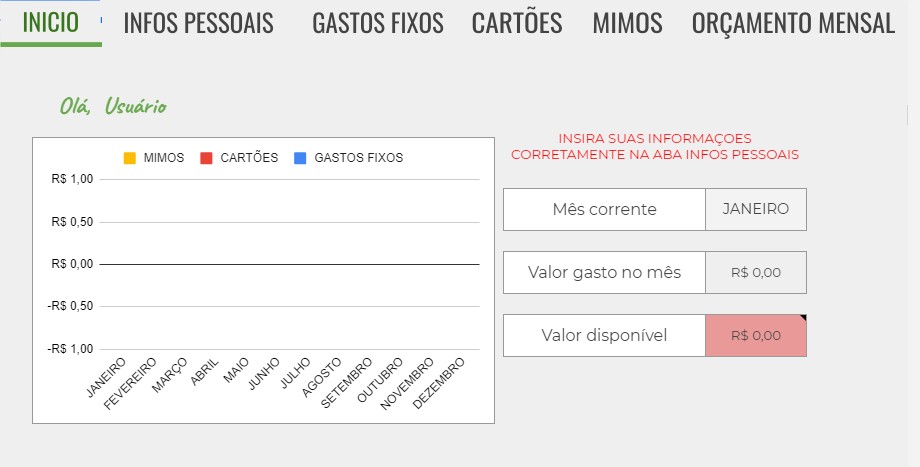 INICIO INFOS PESSOAIS GASTOS FIXOS CARTÕES MIMOS ORÇAMENTO MENSAL
Olá, Usuário
INSIRA SUAS INFORMAÇOES
CORRETAMENTE NA ABA INFOS PESSOAIS
MIMOS CARTÕES GASTOS FIXOS
R$ 1,00
R$ 0,50
R$ 0,00
-R$ 0,50
-R$ 1,00
JANEIRO FEVEREIRO MARÇO ABRIL MAIO JUNHO JULHO AGOSTO SETEMBRO OUTUBRO NOVEMBRO DEZEMBRO
Mês corrente JANEIRO
Valor gasto no mês R$ 0,00
Valor disponível R$ 0,00